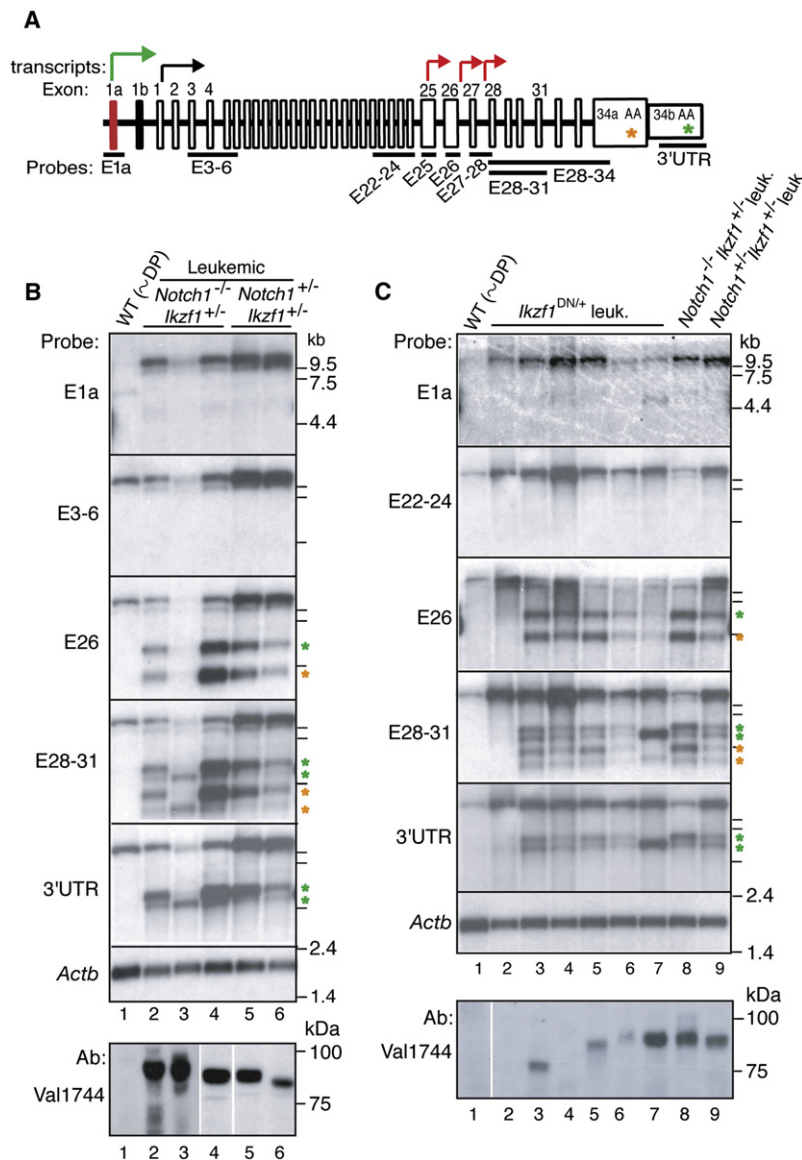 A
transcripts:
Exon: 1a 1b 1 2 3 4 25 26 27 28 31
34a AA 34b AA
* *
Probes: E1a E3-6 E22-24 E25 E26 E27-28 E28-31 E28-34 3'UTR
B
WT (~DP)
Leukemic
Notch1-/- Notch1+/-
Ikzf1+/- Ikzf1+/-
Probe: kb
E1a
9.5
7.5
4.4
E3-6
E26
*
*
E28-31
*
*
*
*
3'UTR
*
*
2.4
Actb
1.4
1 2 3 4 5 6
kDa
Ab: 100
Val1744
75
1 2 3 4 5 6
C
WT (~DP)
Ikzf1DN/+ leuk.
Notch1-/- Ikzf1+/- leuk.
Notch1+/- Ikzf1+/- leuk
Probe: kb
E1a
9.5
7.5
4.4
E22-24
E26
*
*
E28-31
*
*
*
*
3'UTR
*
*
2.4
Actb
1.4
1 2 3 4 5 6 7 8 9
kDa
Ab: 100
Val1744
75
1 2 3 4 5 6 7 8 9